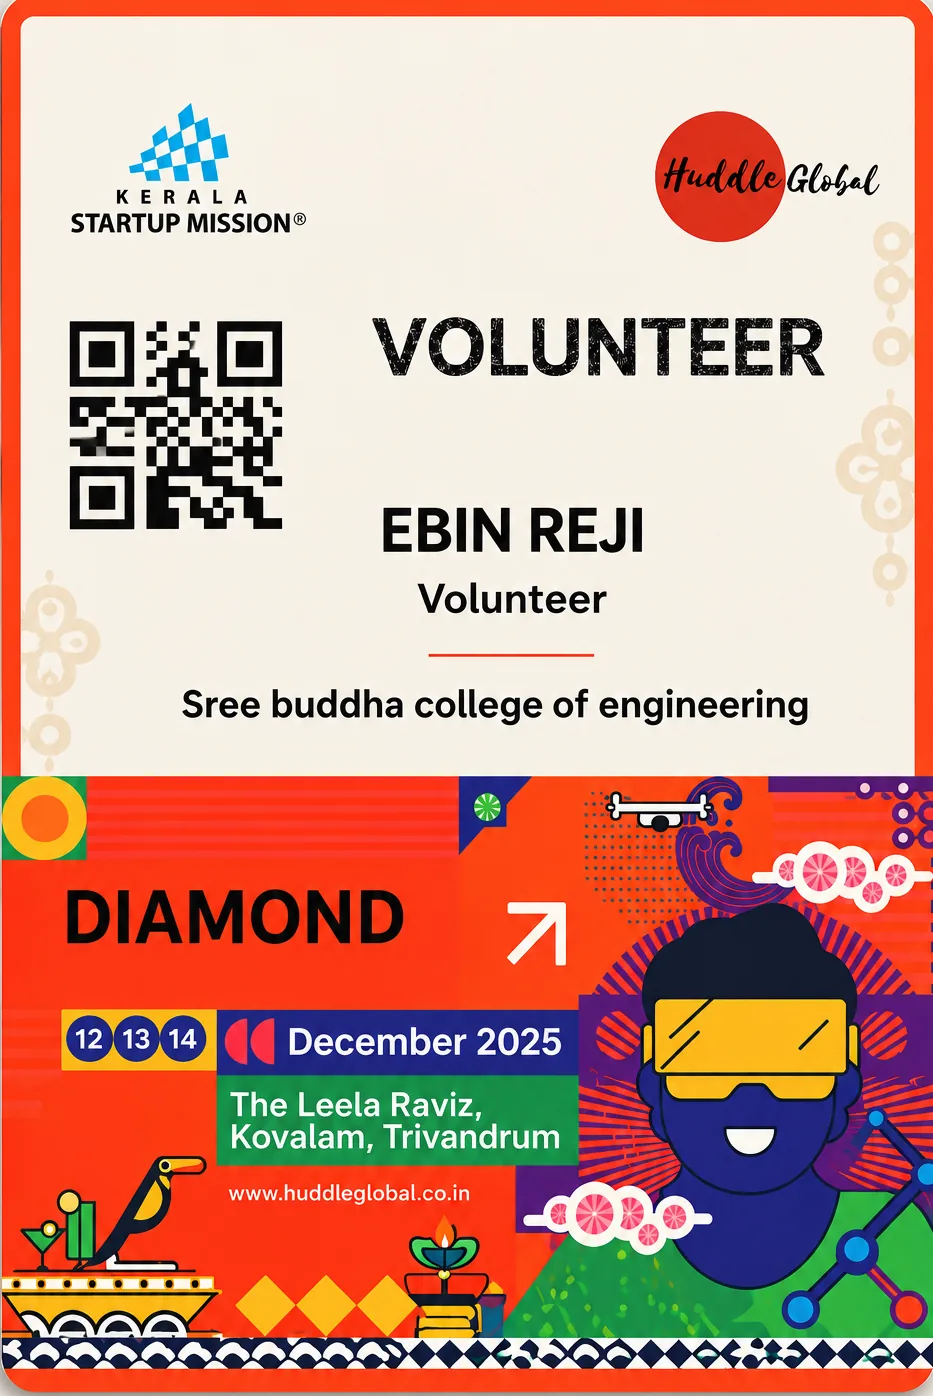 KERALA
STARTUP MISSION®
Huddle Global
VOLUNTEER
EBIN REJI
Volunteer
Sree buddha college of engineering
DIAMOND
12 13 14 December 2025
The Leela Raviz,
Kovalam, Trivandrum
www.huddleglobal.co.in